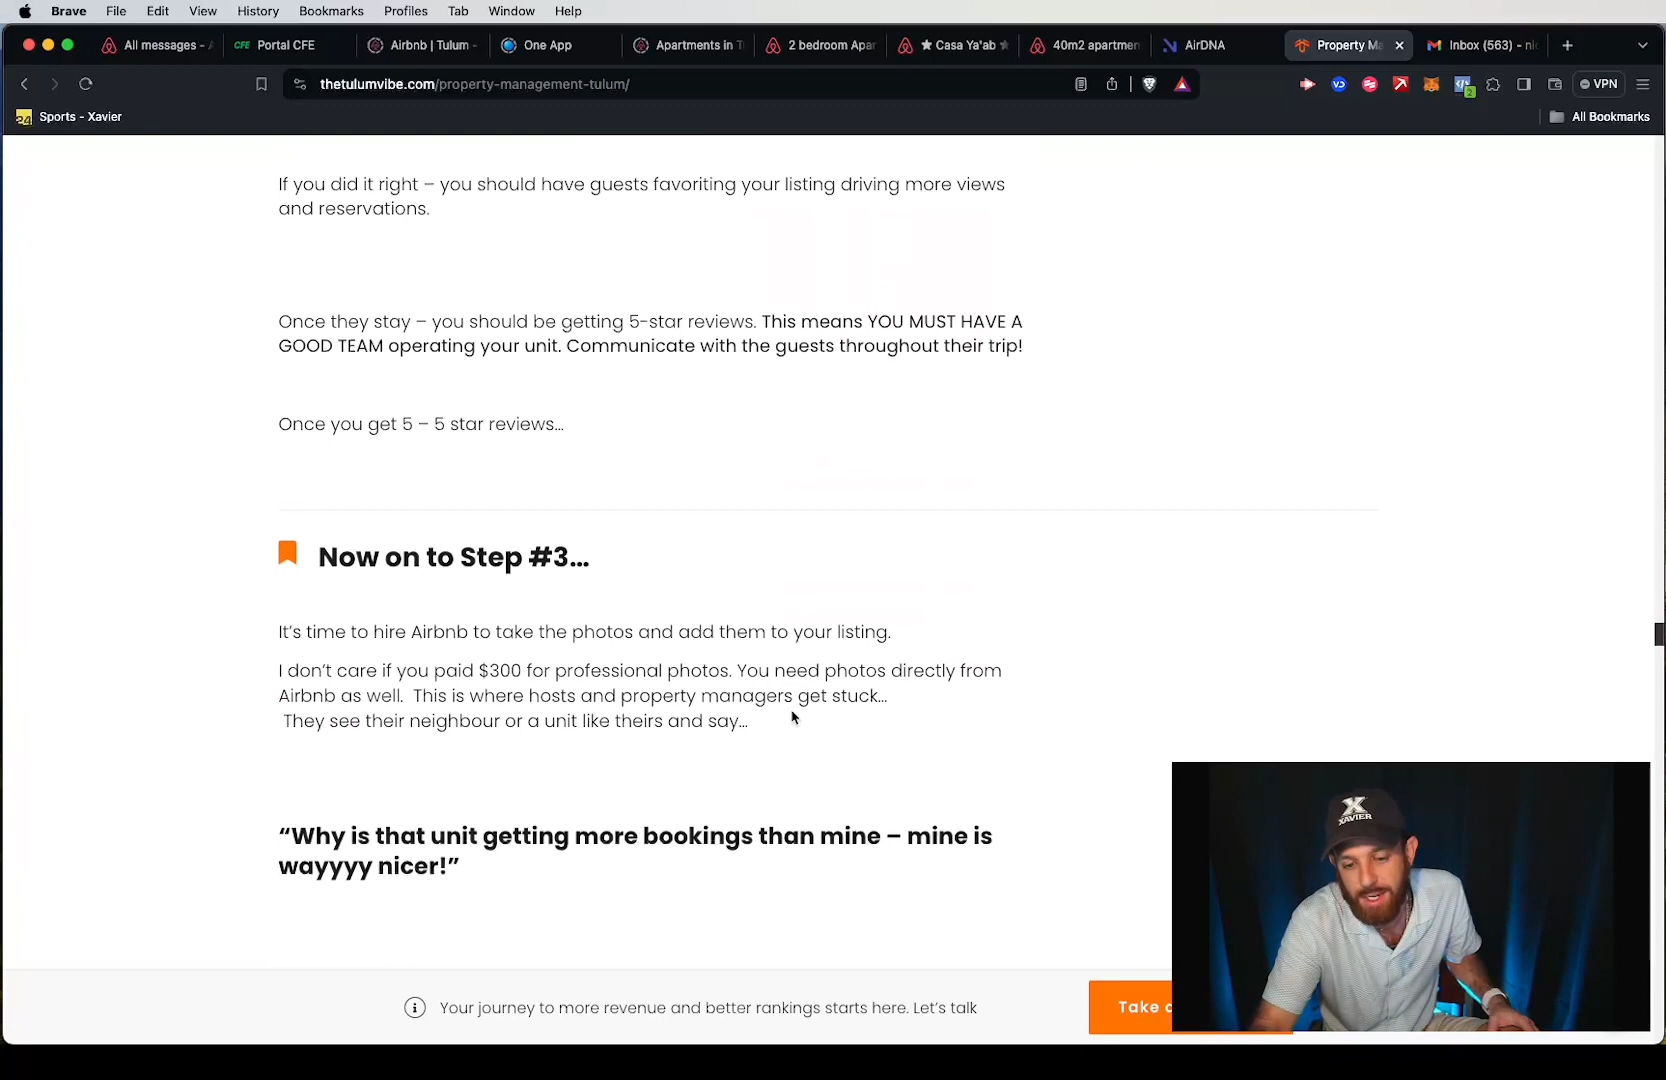 Brave File Edit View History Bookmarks Profiles Tab Window Help
All messages - CFE Portal CFE Airbnb | Tulum - One App Apartments in 2 bedroom Apar ★ Casa Ya'ab 40m2 apartmen AirDNA Property Ma Inbox (563) - ni
thetulumvibe.com/property-management-tulum/ VPN
Sports - Xavier All Bookmarks
If you did it right – you should have guests favoriting your listing driving more views
and reservations.
Once they stay – you should be getting 5-star reviews. This means YOU MUST HAVE A
GOOD TEAM operating your unit. Communicate with the guests throughout their trip!
Once you get 5 – 5 star reviews...
Now on to Step #3...
It's time to hire Airbnb to take the photos and add them to your listing.
I don't care if you paid $300 for professional photos. You need photos directly from
Airbnb as well. This is where hosts and property managers get stuck...
They see their neighbour or a unit like theirs and say...
“Why is that unit getting more bookings than mine – mine is
wayyyy nicer!”
X
XAVIER
Your journey to more revenue and better rankings starts here. Let's talk
Take